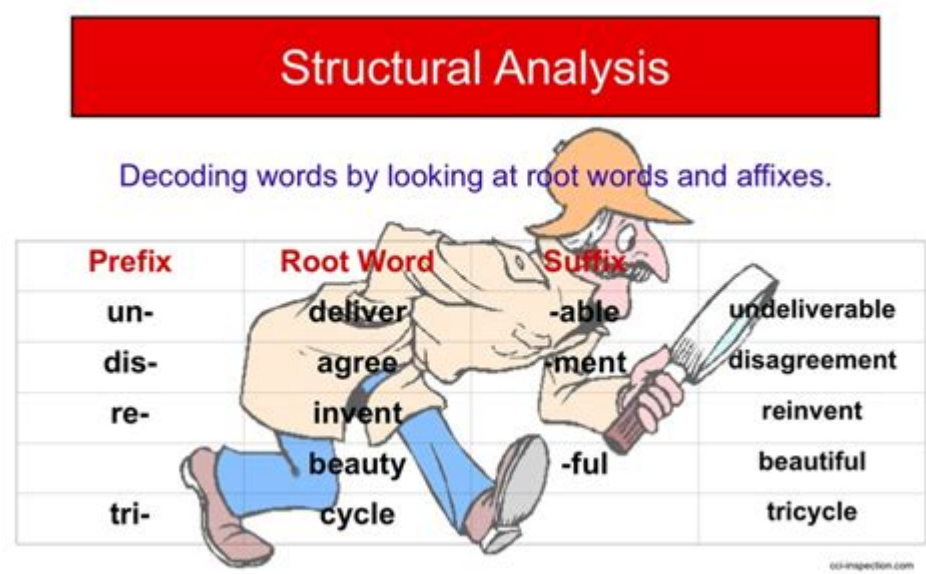 Structural Analysis
Decoding words by looking at root words and affixes.
Prefix Root Word Suffix
un- deliver -able undeliverable
dis- agree -ment disagreement
re- invent reinvent
beauty -ful beautiful
tri- cycle tricycle
cci-inspection.com